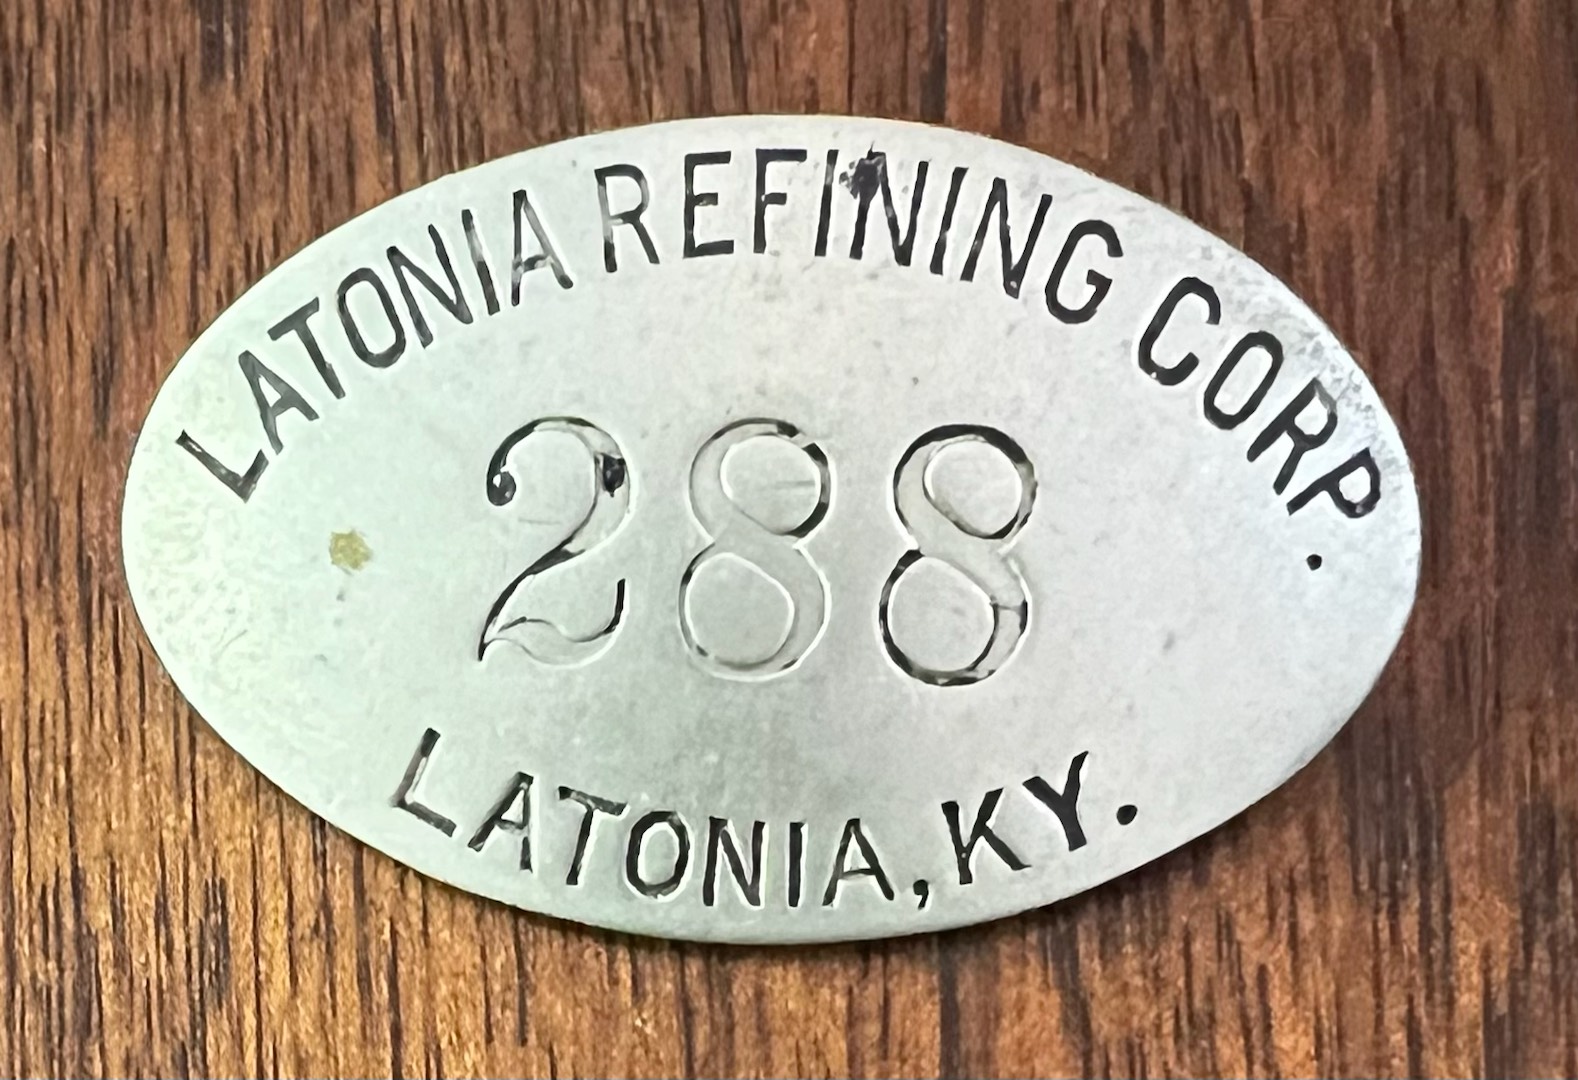 LATONIA REFINING CORP.
288
LATONIA, KY.